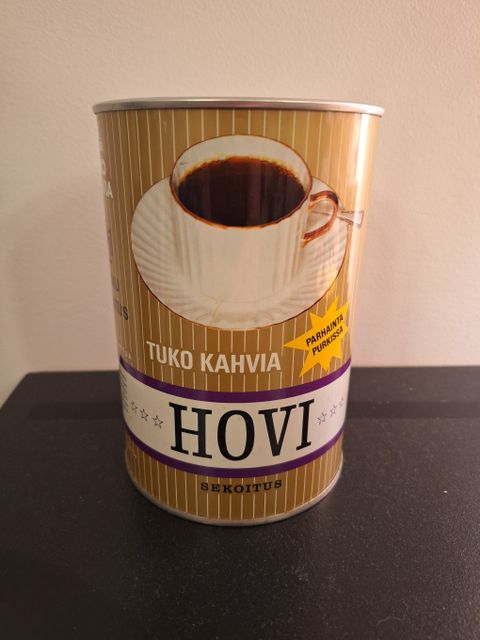 TUKO KAHVIA
PARHAINTA
PURKISSA
☆☆☆ HOVI ☆☆☆
SEKOITUS